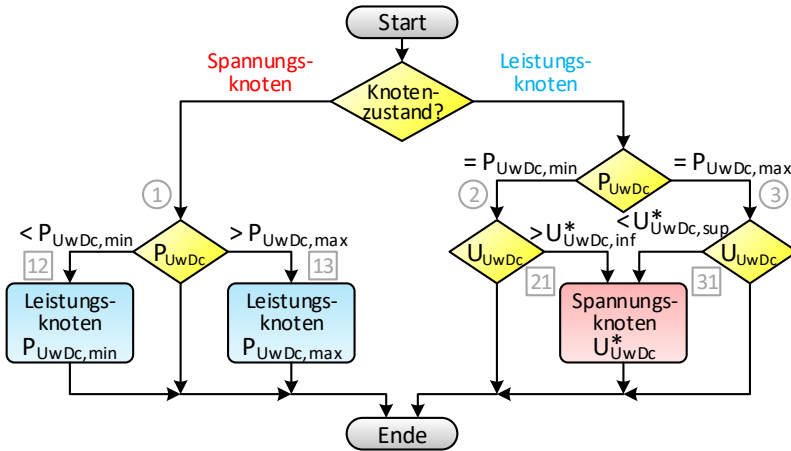 Start
Spannungs-
knoten
Knoten-
zustand?
Leistungs-
knoten
= P_UwDc,min
P_UwDc
= P_UwDc,max
1
2
3
< P_UwDc,min
P_UwDc
> P_UwDc,max
U_UwDc
>U*_UwDc,inf
<U*_UwDc,sup
U_UwDc
12
13
21
31
Leistungs-
knoten
P_UwDc,min
Leistungs-
knoten
P_UwDc,max
Spannungs-
knoten
U*_UwDc
Ende